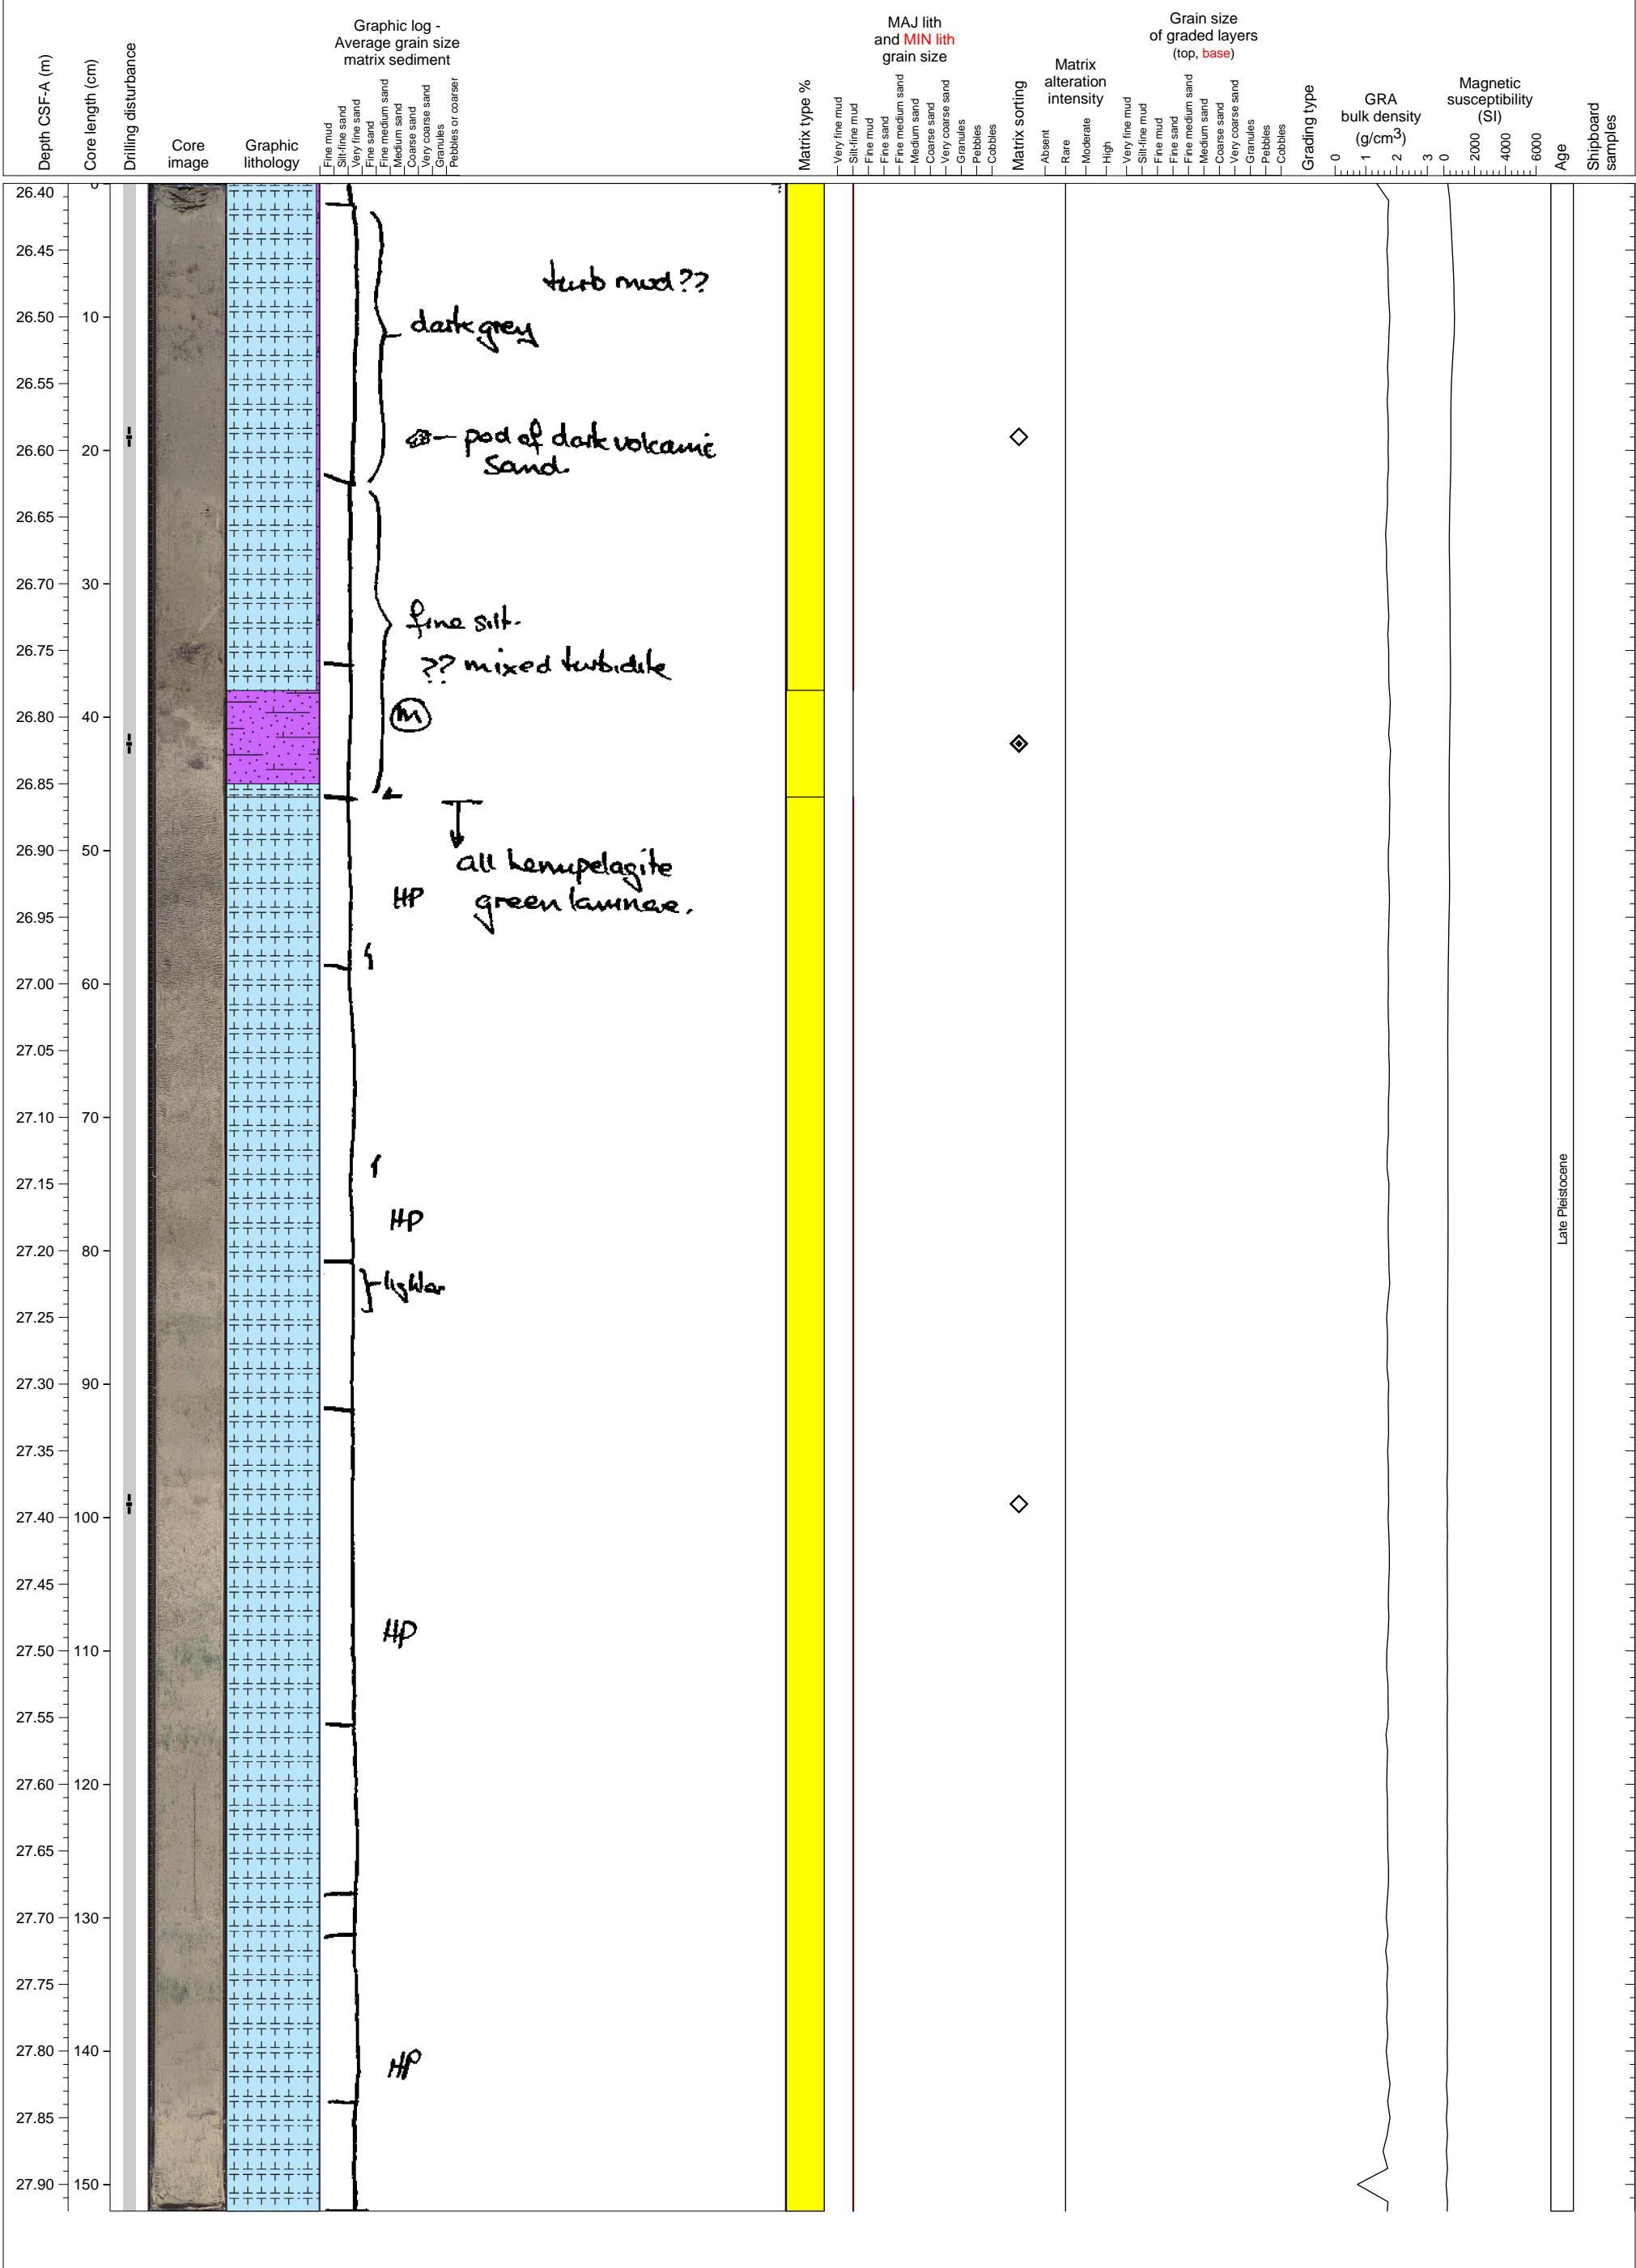 Depth CSF-A (m)
Core length (cm)
Drilling disturbance
Core
image
Graphic
lithology
Graphic log -
Average grain size
matrix sediment
Fine mud
Silt-fine sand
Very fine sand
Fine sand
Fine medium sand
Medium sand
Coarse sand
Very coarse sand
Granules
Pebbles or coarser
Matrix type %
MAJ lith
and MIN lith
grain size
Very fine mud
Silt-fine mud
Fine mud
Fine sand
Fine medium sand
Medium sand
Coarse sand
Very coarse sand
Granules
Pebbles
Cobbles
Matrix sorting
Matrix
alteration
intensity
Absent
Rare
Moderate
High
Grain size
of graded layers
(top, base)
Very fine mud
Silt-fine mud
Fine mud
Fine sand
Fine medium sand
Medium sand
Coarse sand
Very coarse sand
Granules
Pebbles
Cobbles
Grading type
GRA
bulk density
(g/cm3)
0 1 2 3
Magnetic
susceptibility
(SI)
0 2000 4000 6000
Age
Shipboard
samples
26.40 0
26.45
26.50 10
26.55
26.60 20
26.65
26.70 30
26.75
26.80 40
26.85
26.90 50
26.95
27.00 60
27.05
27.10 70
27.15
27.20 80
27.25
27.30 90
27.35
27.40 100
27.45
27.50 110
27.55
27.60 120
27.65
27.70 130
27.75
27.80 140
27.85
27.90 150
turb mud??
dark grey
pod of dark volcanic
sand.
fine silt.
?? mixed turbidite
m
all hemipelagite
HP green laminae.
HP
lighter
HP
HP
Late Pleistocene